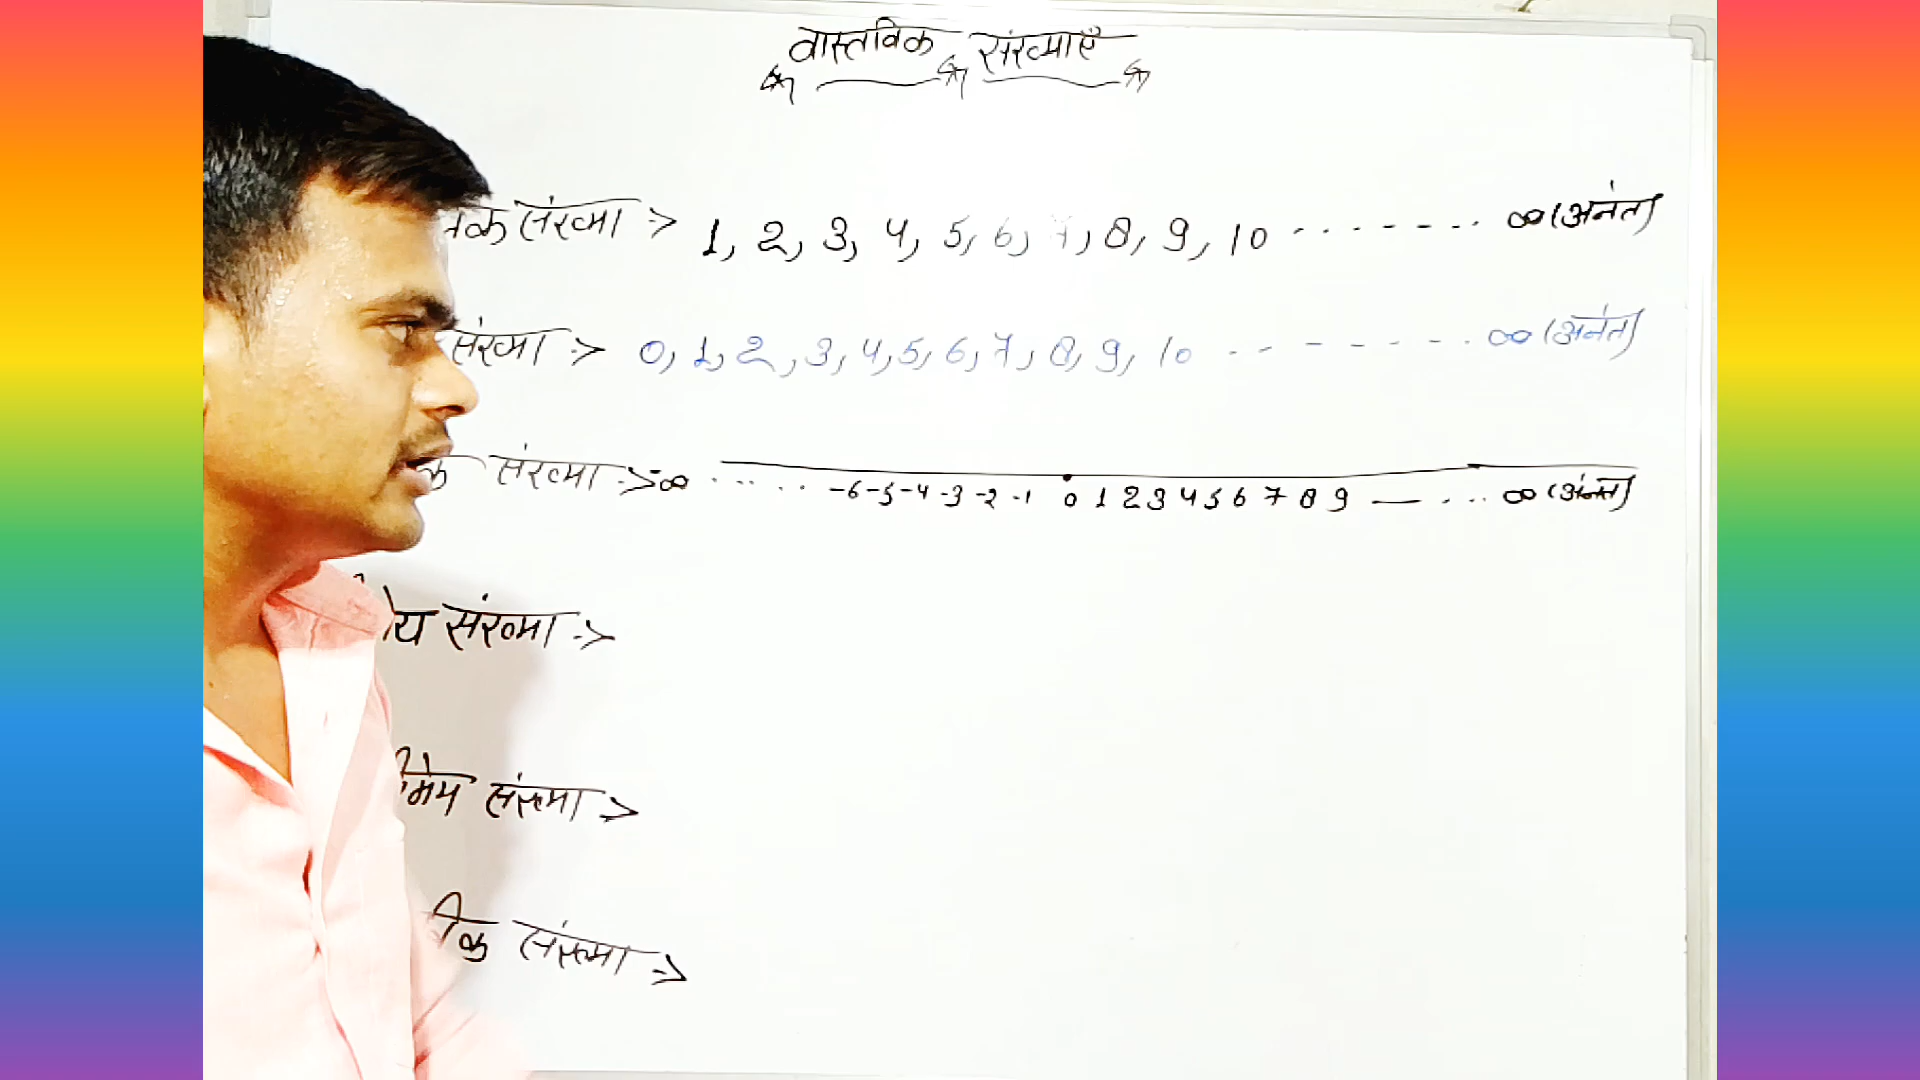 वास्तविक संख्याएँ
संख्या :-> 1, 2, 3, 4, 5, 6, 7, 8, 9, 10 ........ ∞ (अनंत)
संख्या :-> 0, 1, 2, 3, 4, 5, 6, 7, 8, 9, 10 -------- ∞ (अनंत)
संख्या :-> -∞ ..... -6 -5 -4 -3 -2 -1 0 1 2 3 4 5 6 7 8 9 — ... ∞ (अनंत)
संख्या :->
संख्या :->
संख्या :->